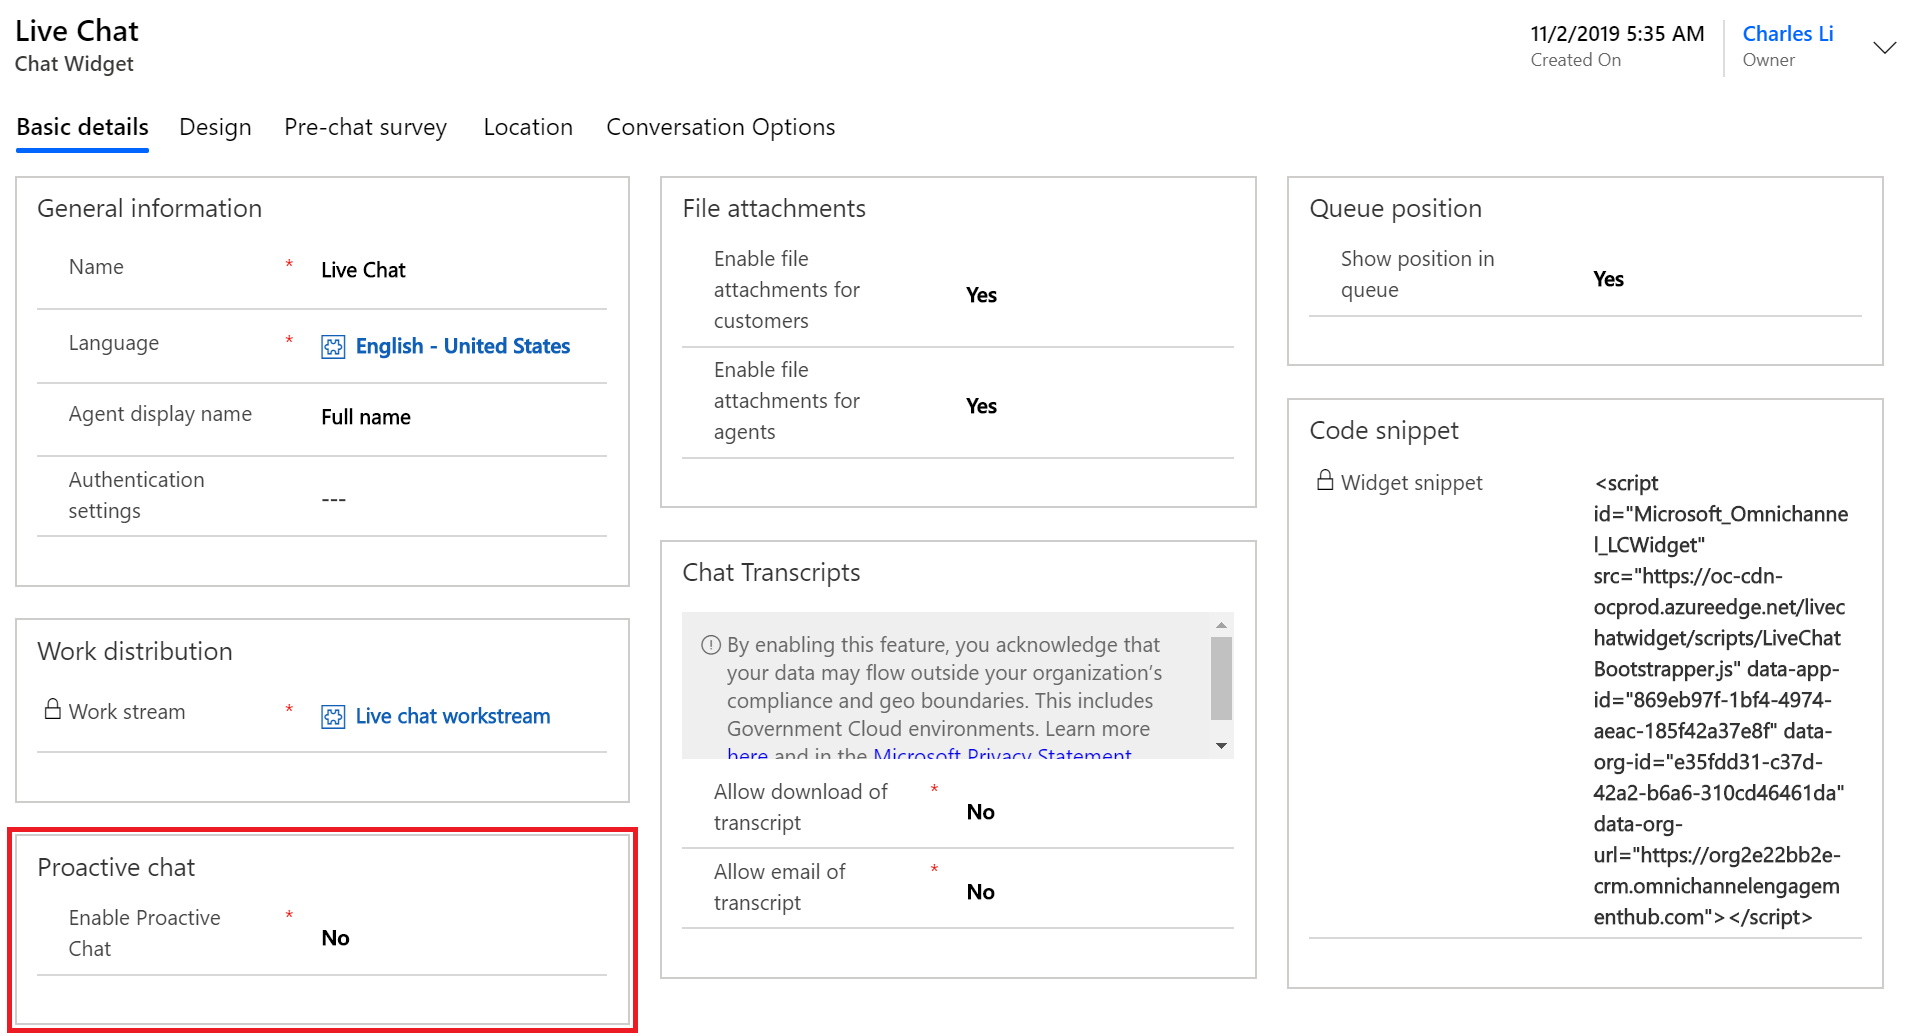 Live Chat
Chat Widget
11/2/2019 5:35 AM
Created On
Charles Li
Owner
Basic details
Design
Pre-chat survey
Location
Conversation Options
General information
Name
*
Live Chat
Language
*
English - United States
Agent display name
Full name
Authentication
settings
---
Work distribution
Work stream
*
Live chat workstream
Proactive chat
Enable Proactive
Chat
*
No
File attachments
Enable file
attachments for
customers
Yes
Enable file
attachments for
agents
Yes
Chat Transcripts
By enabling this feature, you acknowledge that
your data may flow outside your organization’s
compliance and geo boundaries. This includes
Government Cloud environments. Learn more
here and in the Microsoft Privacy Statement
Allow download of
transcript
*
No
Allow email of
transcript
*
No
Queue position
Show position in
queue
Yes
Code snippet
Widget snippet
<script
id="Microsoft_Omnichanne
l_LCWidget"
src="https://oc-cdn-
ocprod.azureedge.net/livec
hatwidget/scripts/LiveChat
Bootstrapper.js" data-app-
id="869eb97f-1bf4-4974-
aeac-185f42a37e8f" data-
org-id="e35fdd31-c37d-
42a2-b6a6-310cd46461da"
data-org-
url="https://org2e22bb2e-
crm.omnichannelengagem
enthub.com"></script>